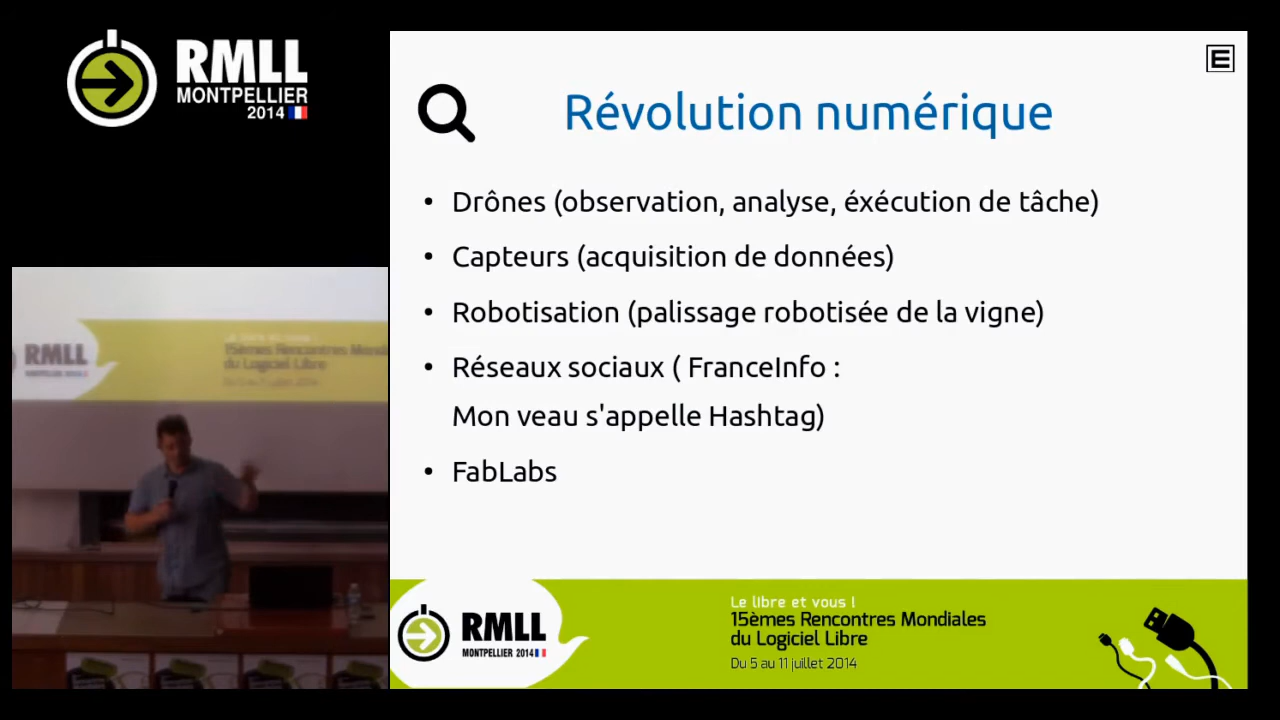 RMLL
MONTPELLIER
2014
E
Révolution numérique
• Drônes (observation, analyse, éxécution de tâche)
• Capteurs (acquisition de données)
• Robotisation (palissage robotisée de la vigne)
• Réseaux sociaux ( FranceInfo :
Mon veau s'appelle Hashtag)
• FabLabs
RMLL
15èmes Rencontres Mondiales
du Logiciel Libre
RMLL
MONTPELLIER 2014
Le libre et vous !
15èmes Rencontres Mondiales
du Logiciel Libre
Du 5 au 11 juillet 2014